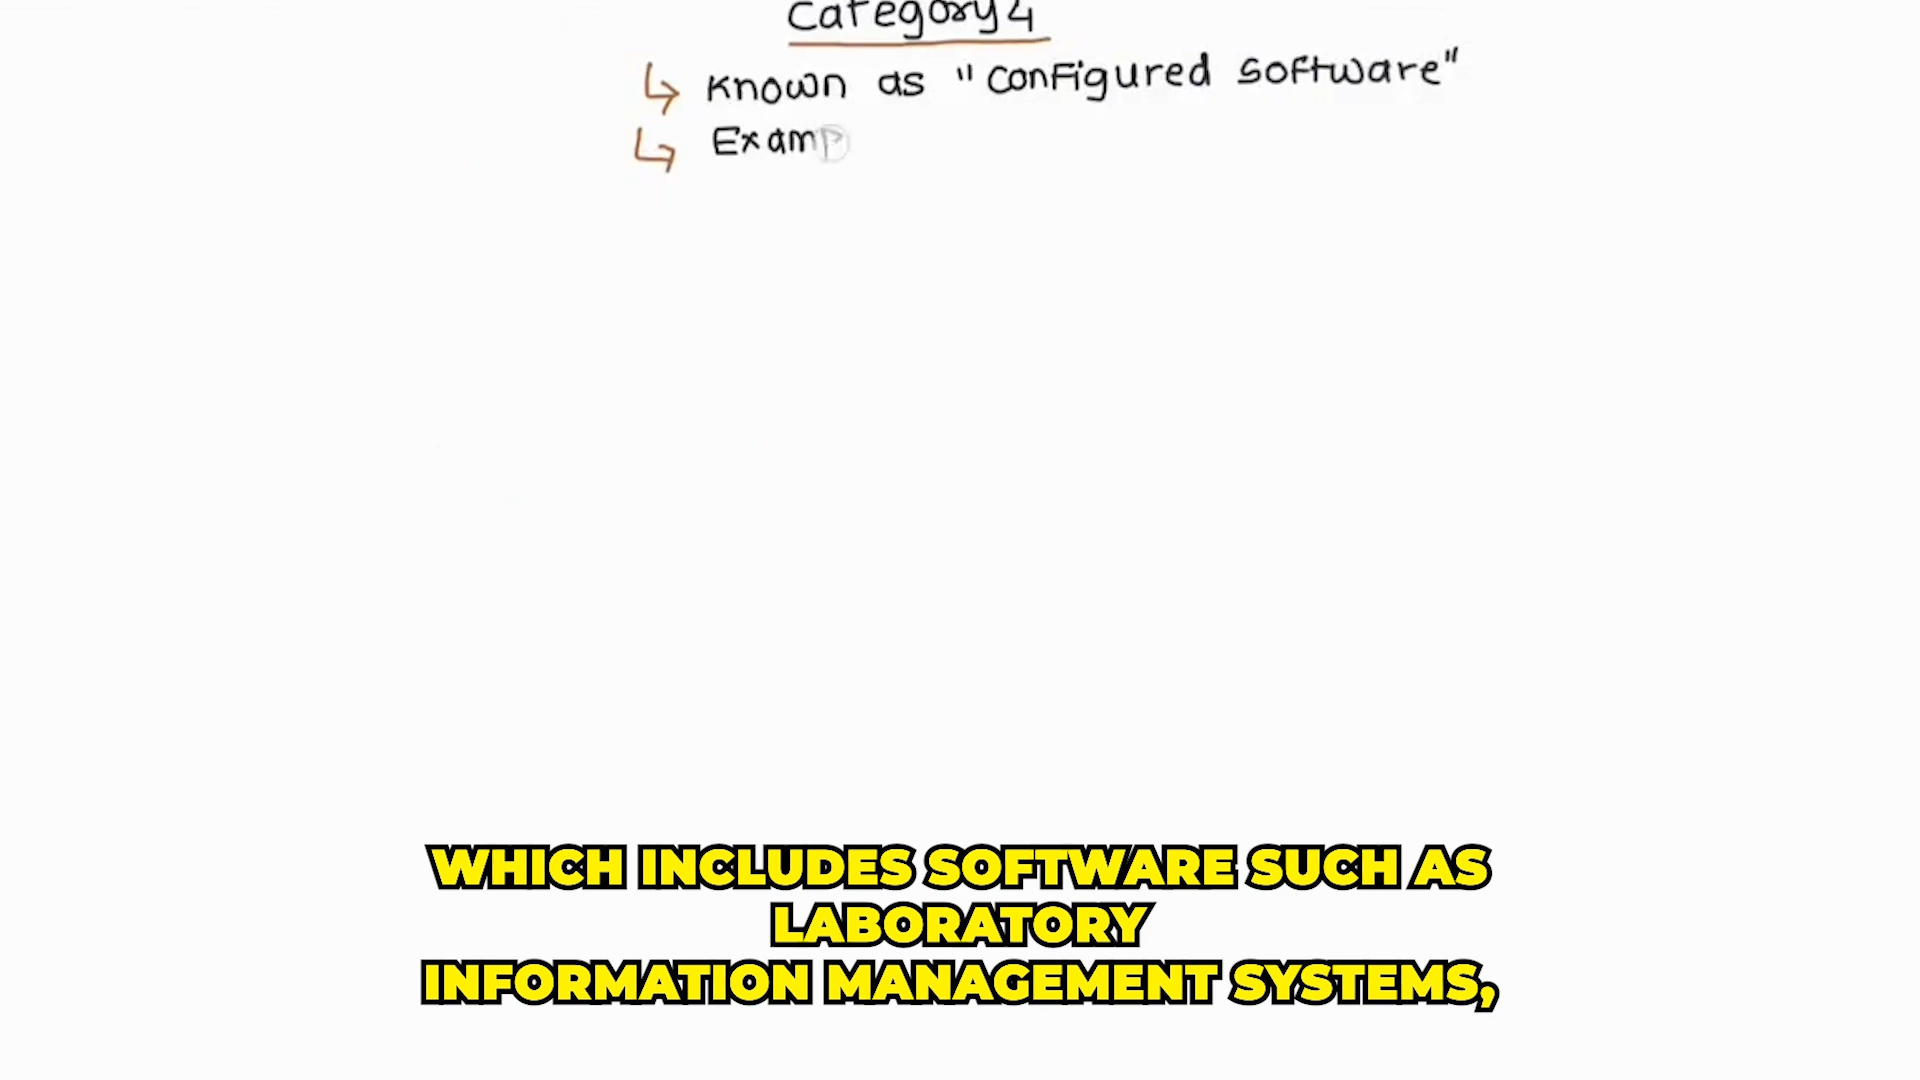 Category 4
↳ Known as "Configured Software"
↳ Examp
WHICH INCLUDES SOFTWARE SUCH AS
LABORATORY
INFORMATION MANAGEMENT SYSTEMS,